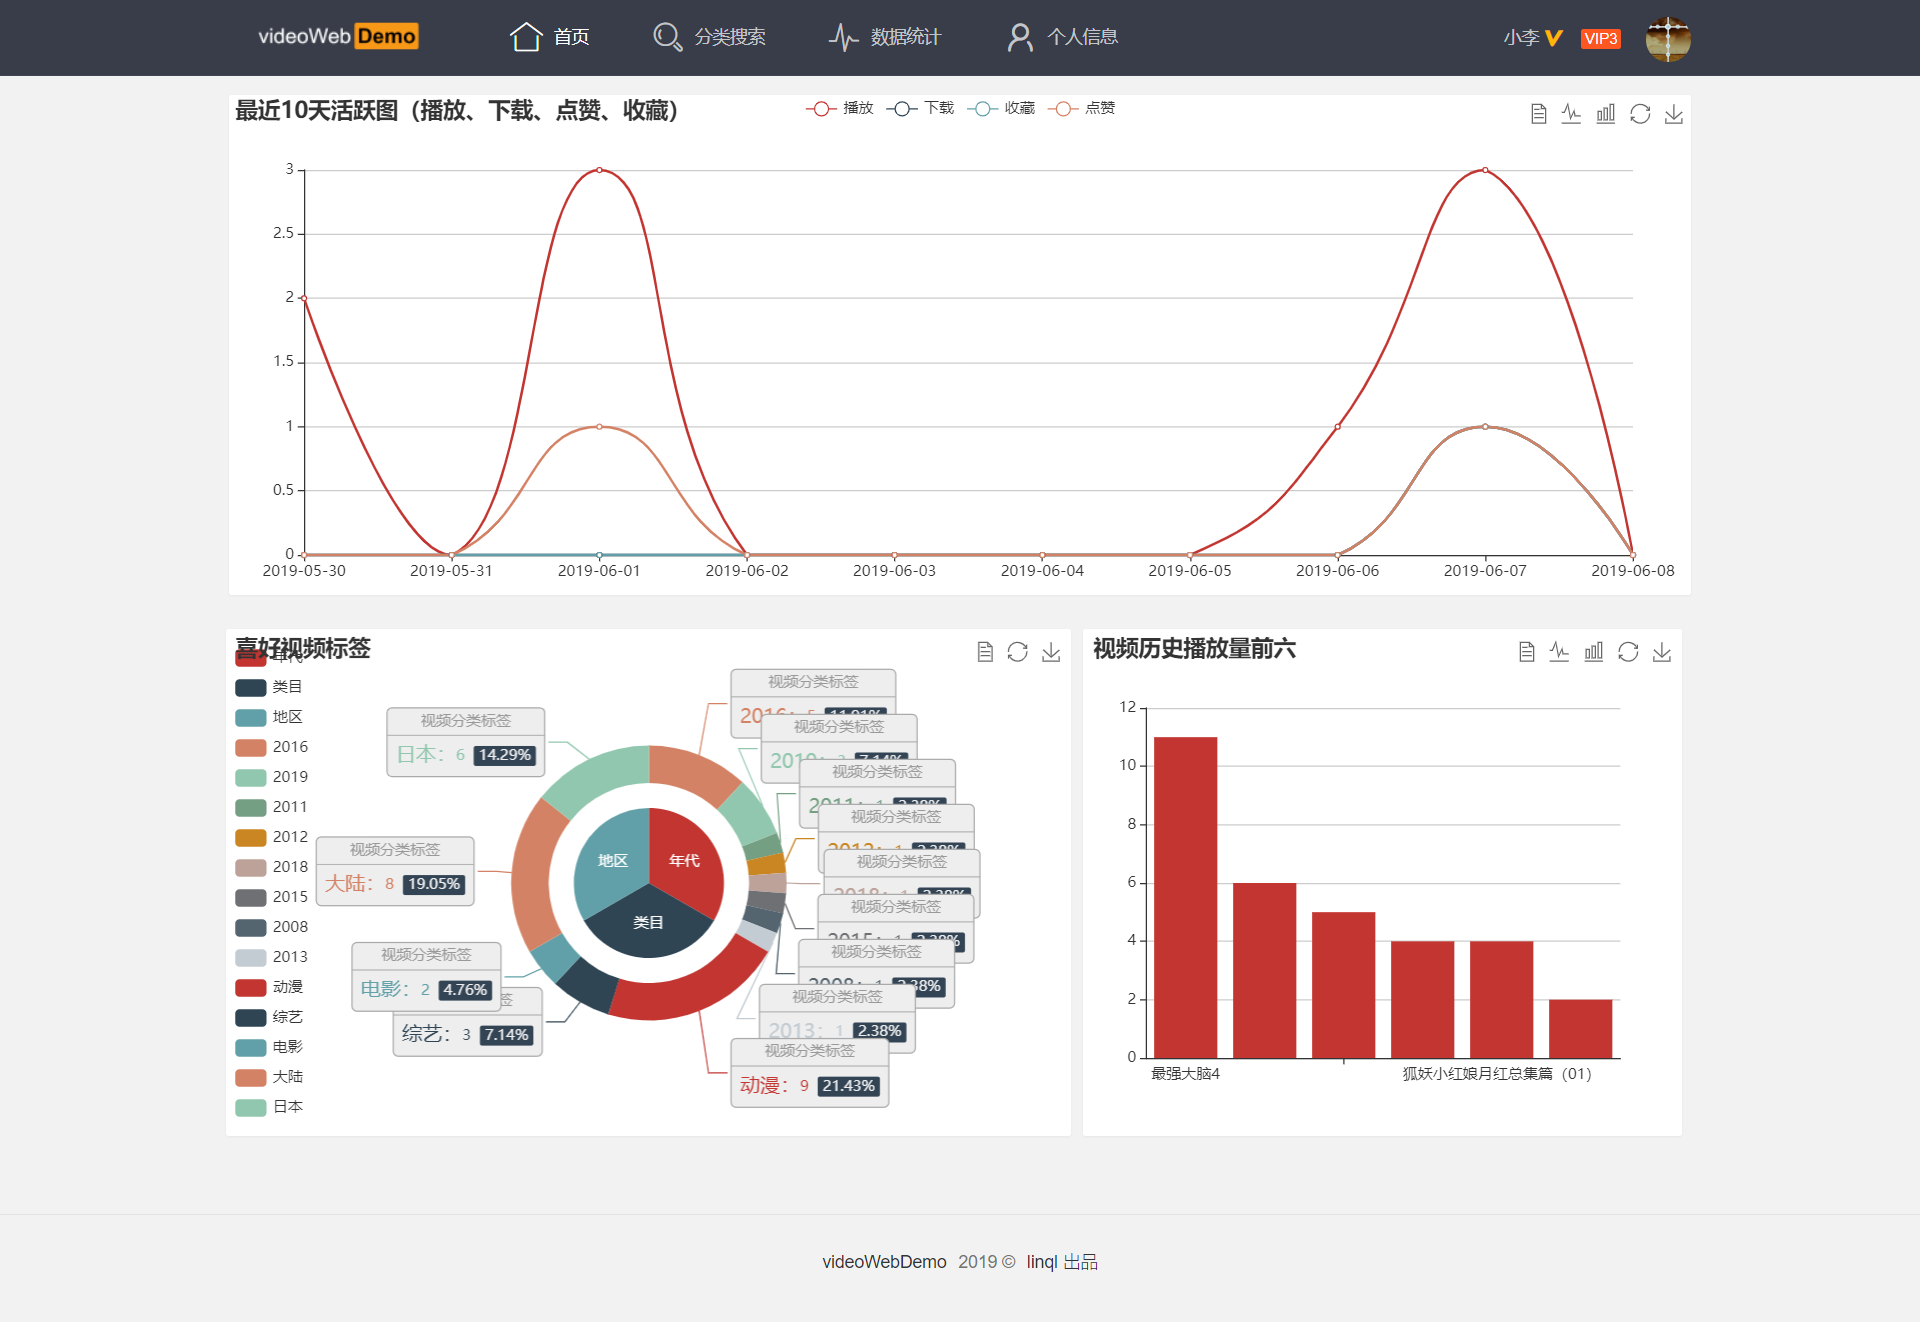 videoWeb Demo
首页
分类搜索
数据统计
个人信息
小李
VIP3
最近10天活跃图（播放、下载、点赞、收藏）
播放
下载
收藏
点赞
3
2.5
2
1.5
1
0.5
0
2019-05-30
2019-05-31
2019-06-01
2019-06-02
2019-06-03
2019-06-04
2019-06-05
2019-06-06
2019-06-07
2019-06-08
喜好视频标签
年代
类目
地区
2016
2019
2011
2012
2018
2015
2008
2013
动漫
综艺
电影
大陆
日本
视频分类标签
日本： 6 14.29%
视频分类标签
大陆： 8 19.05%
视频分类标签
电影： 2 4.76%
签
综艺： 3 7.14%
地区
年代
类目
视频分类标签
2016： 5 11.91%
视频分类标签
2019： 3 7.14%
视频分类标签
2011： 1 2.38%
视频分类标签
2012： 1 2.38%
视频分类标签
2018： 1 2.38%
视频分类标签
2015： 1 2.38%
视频分类标签
2008： 1 2.38%
视频分类标签
2013： 1 2.38%
视频分类标签
动漫： 9 21.43%
视频历史播放量前六
12
10
8
6
4
2
0
最强大脑4
狐妖小红娘月红总集篇（01）
videoWebDemo 2019 © linql 出品